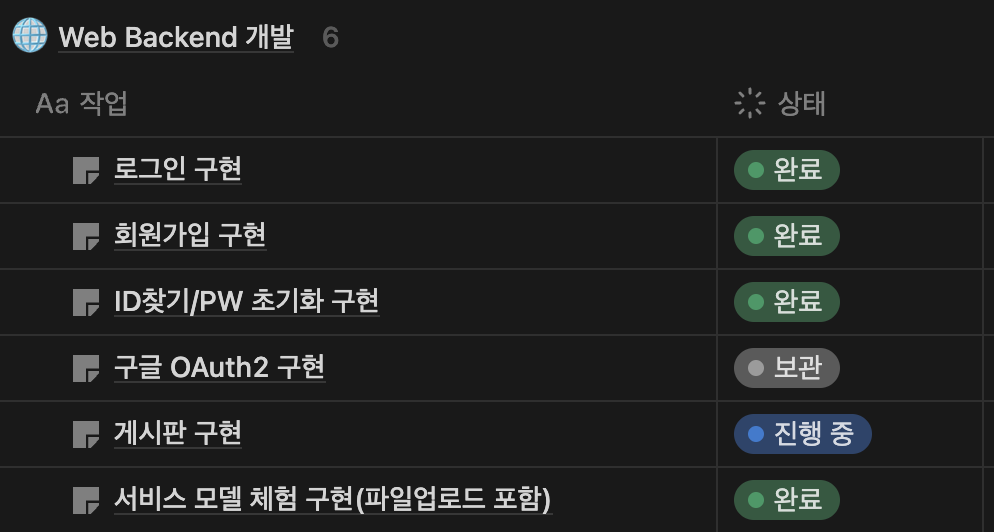 Web Backend 개발 6
Aa 작업 상태
로그인 구현 완료
회원가입 구현 완료
ID찾기/PW 초기화 구현 완료
구글 OAuth2 구현 보관
게시판 구현 진행 중
서비스 모델 체험 구현(파일업로드 포함) 완료